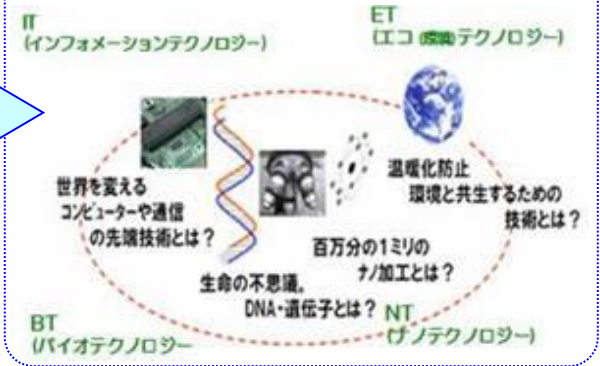 IT
(インフォメーションテクノロジー)
ET
(エコ (環境)テクノロジー)
世界を変える
コンピューターや通信
の先端技術とは?
温暖化防止
環境と共生するための
技術とは?
百万分の1ミリの
ナノ加工とは?
生命の不思議。
DNA・遺伝子とは?
BT
(バイオテクノロジー
NT
(ナノテクノロジー)